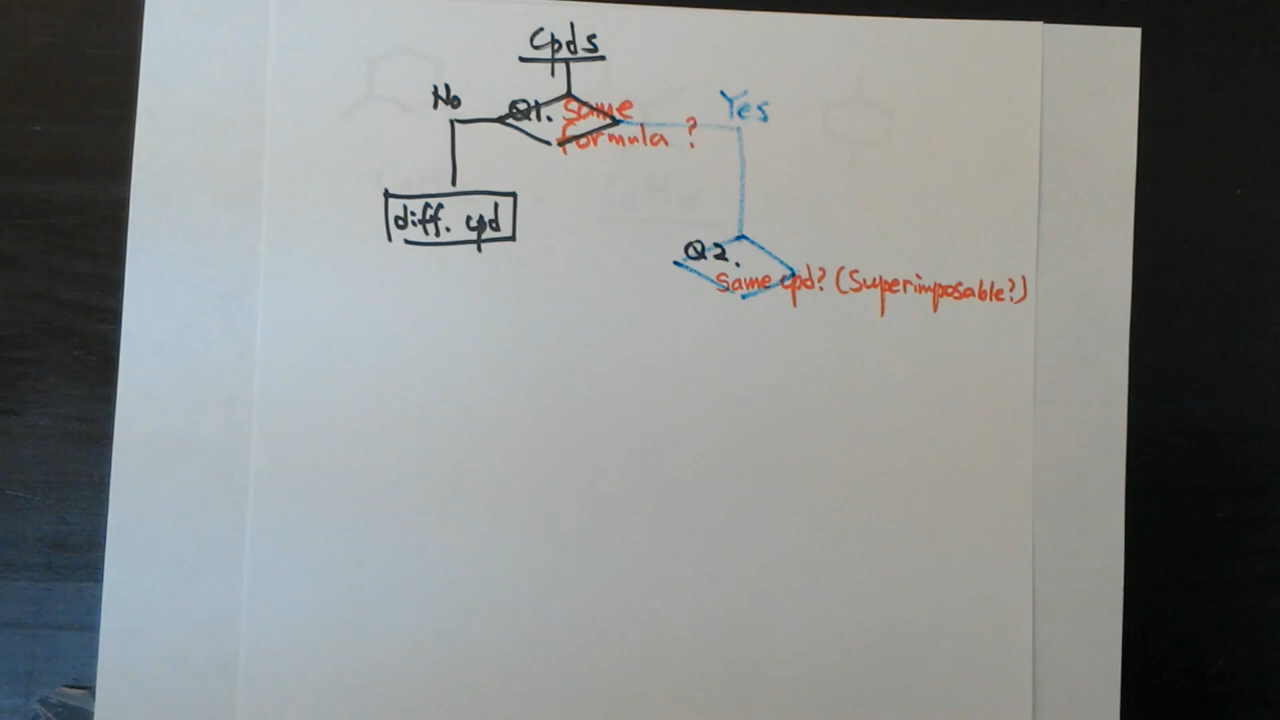 Cpds
No
Q1. Same
formula ?
Yes
diff. cpd
Q2.
Same cpd? (Superimposable?)